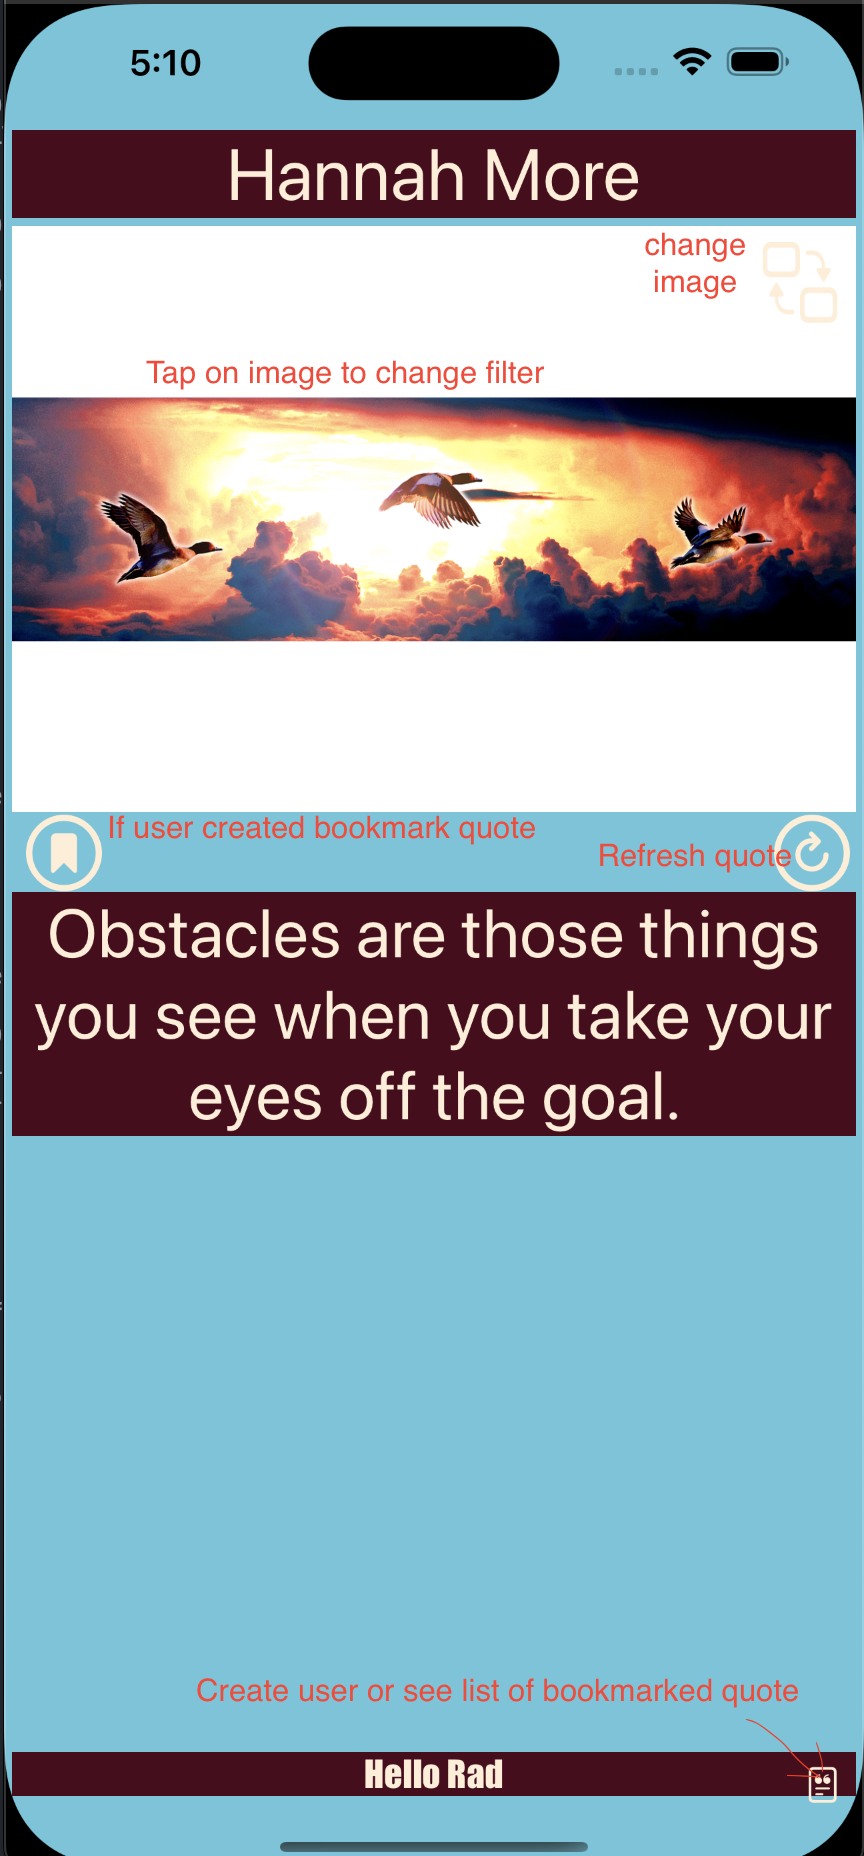 5:10
Hannah More
change
image
Tap on image to change filter
If user created bookmark quote
Refresh quote
Obstacles are those things
you see when you take your
eyes off the goal.
Create user or see list of bookmarked quote
Hello Rad